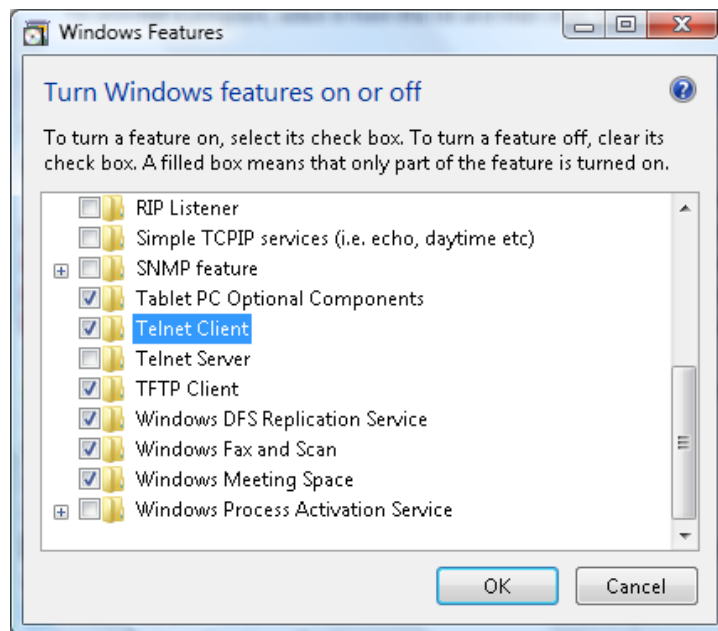 Windows Features
Turn Windows features on or off
To turn a feature on, select its check box. To turn a feature off, clear its
check box. A filled box means that only part of the feature is turned on.
RIP Listener
Simple TCPIP services (i.e. echo, daytime etc)
SNMP feature
Tablet PC Optional Components
Telnet Client
Telnet Server
TFTP Client
Windows DFS Replication Service
Windows Fax and Scan
Windows Meeting Space
Windows Process Activation Service
OK Cancel